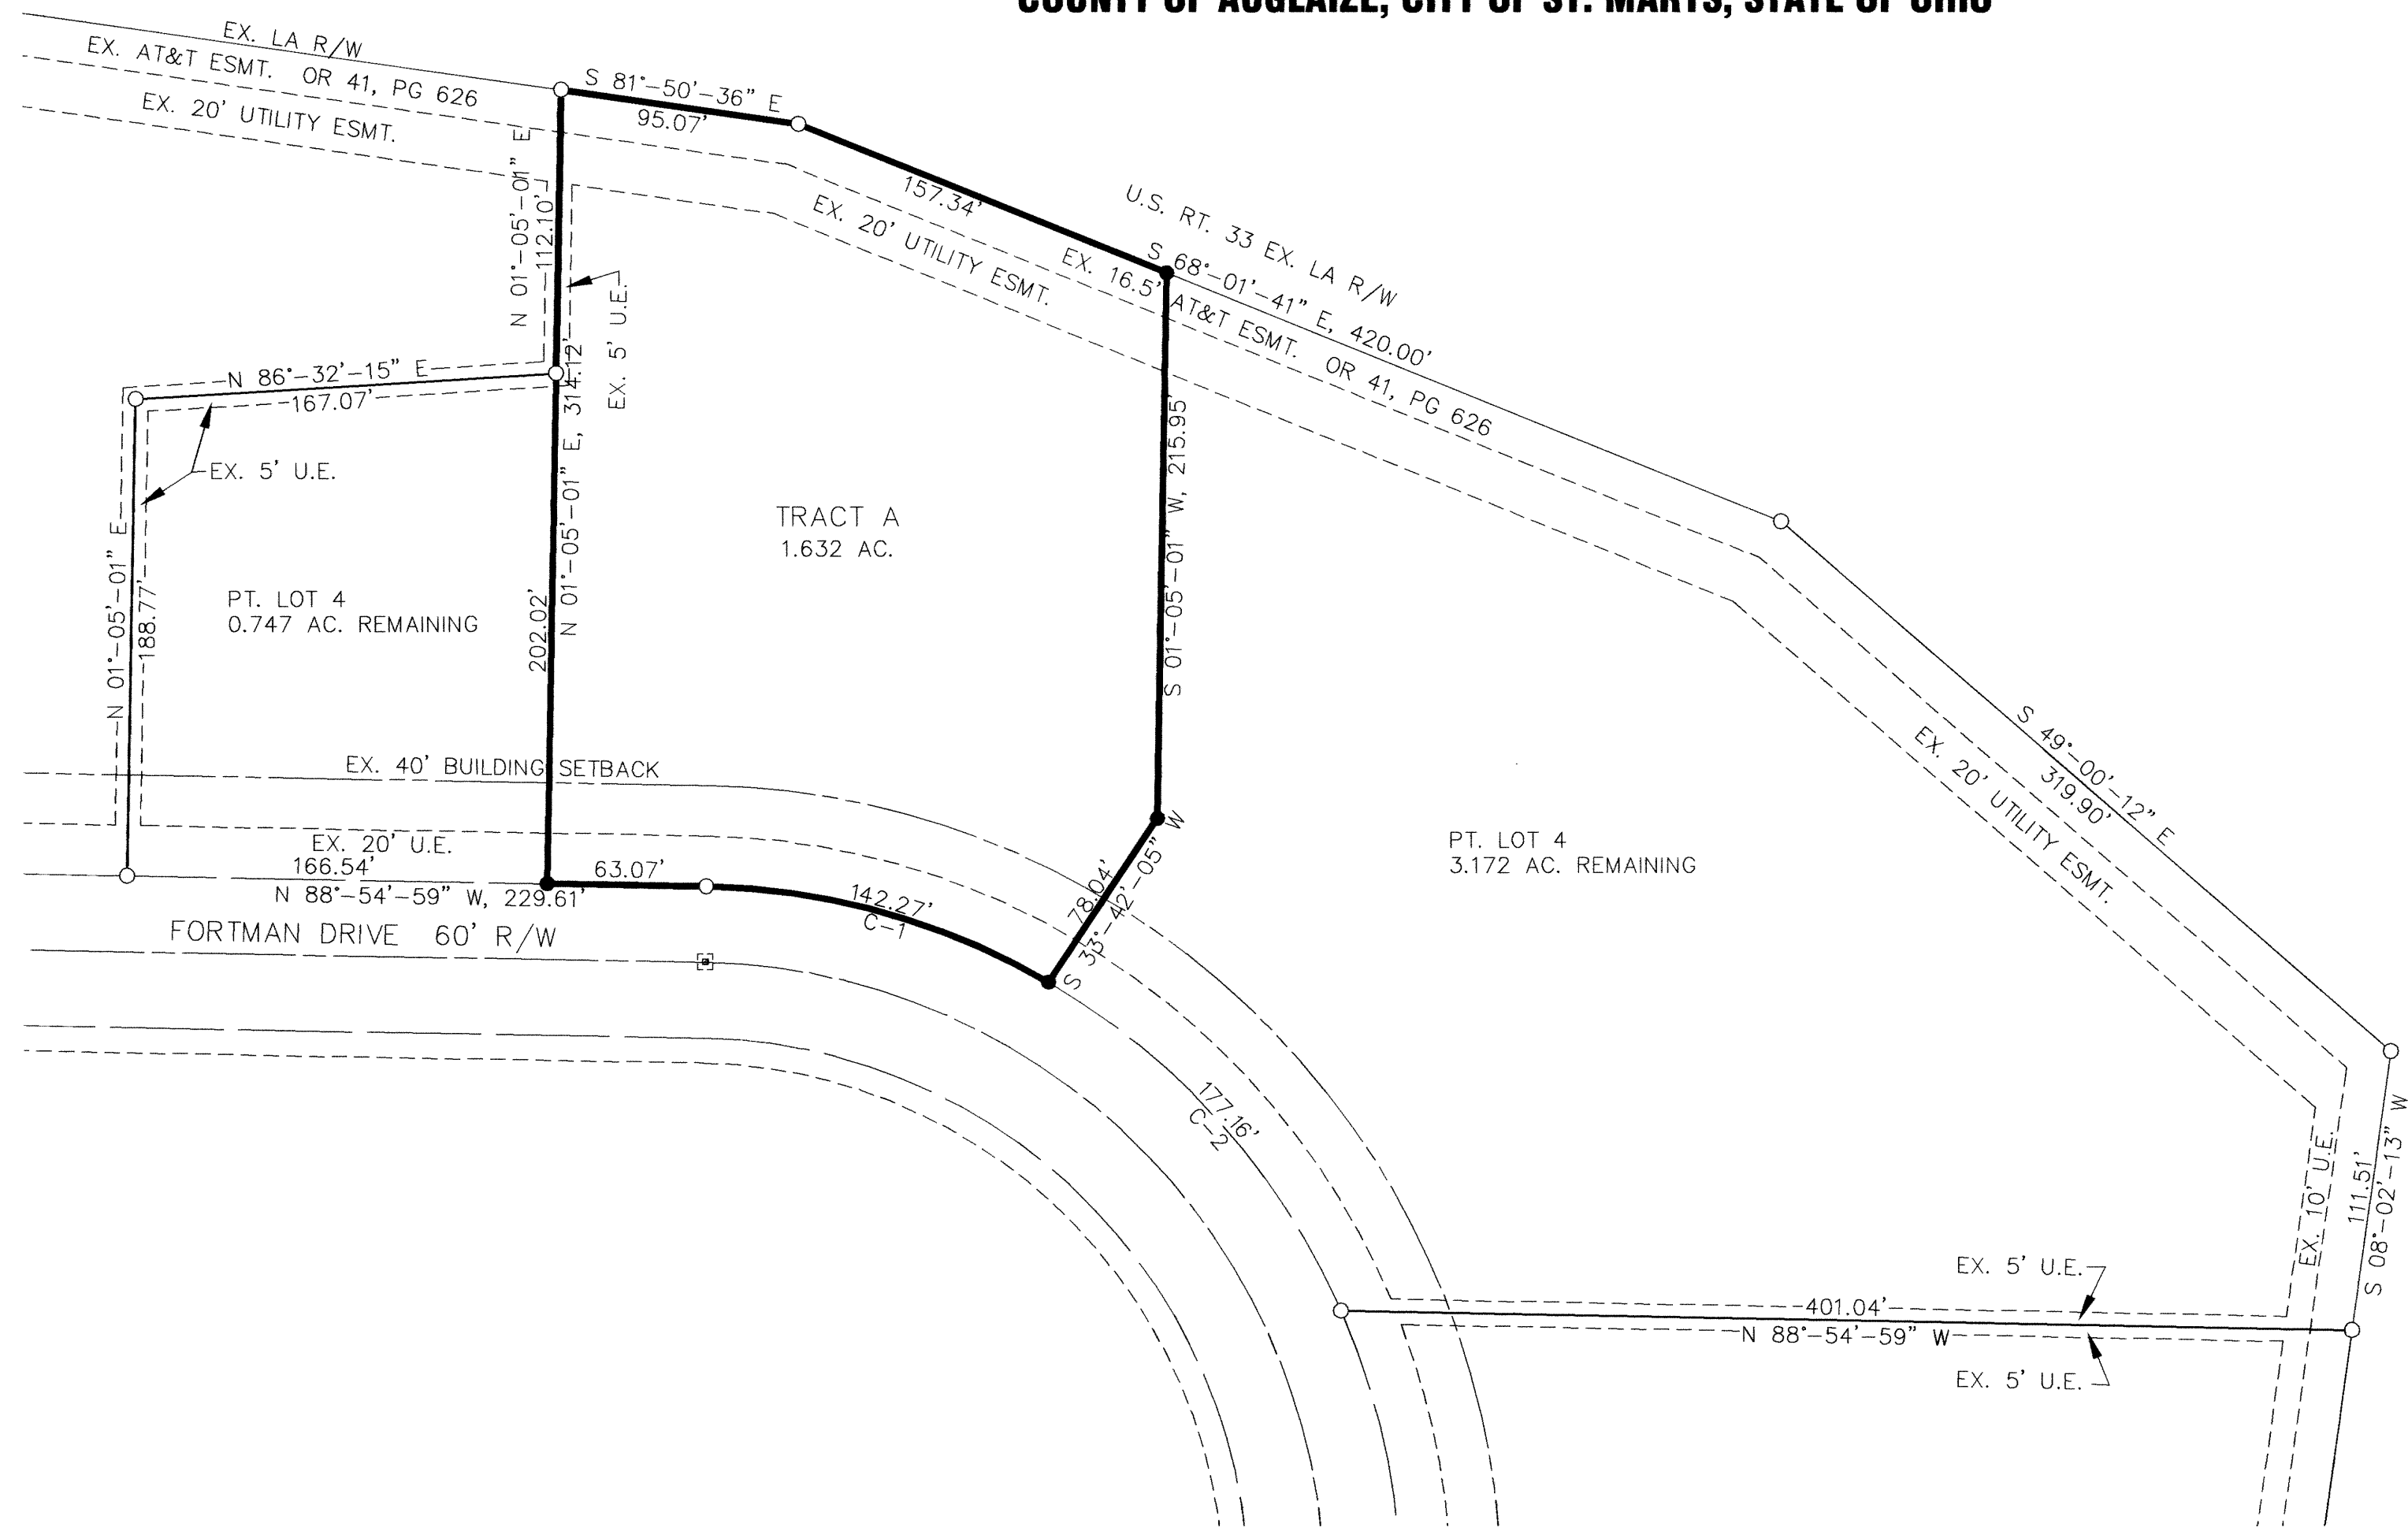 COUNTY OF AUGLAIZE, CITY OF ST. MARYS, STATE OF OHIO
EX. LA R/W
EX. AT&T ESMT. OR 41, PG 626
EX. 20' UTILITY ESMT.
S 81°-50'-36" E
95.07'
157.34'
U.S. RT. 33 EX. LA R/W
S 68°-01'-41" E, 420.00'
EX. 20' UTILITY ESMT.
EX. 16.5' AT&T ESMT. OR 41, PG 626
N 01°-05'-01" E
112.10'
EX. 5' U.E.
N 86°-32'-15" E
167.07'
EX. 5' U.E.
N 01°-05'-01" E, 314.12'
S 01°-05'-01" W, 215.95'
TRACT A
1.632 AC.
N 01°-05'-01" E
188.77'
PT. LOT 4
0.747 AC. REMAINING
202.02'
EX. 40' BUILDING SETBACK
EX. 20' U.E.
166.54'
63.07'
N 88°-54'-59" W, 229.61'
142.27'
C-1
78.04'
S 33°-42'-05" W
FORTMAN DRIVE 60' R/W
PT. LOT 4
3.172 AC. REMAINING
S 49°-00'-12" E
319.90'
EX. 20' UTILITY ESMT.
177.16'
C-2
EX. 10' U.E.
111.51'
S 08°-02'-13" W
EX. 5' U.E.
401.04'
N 88°-54'-59" W
EX. 5' U.E.